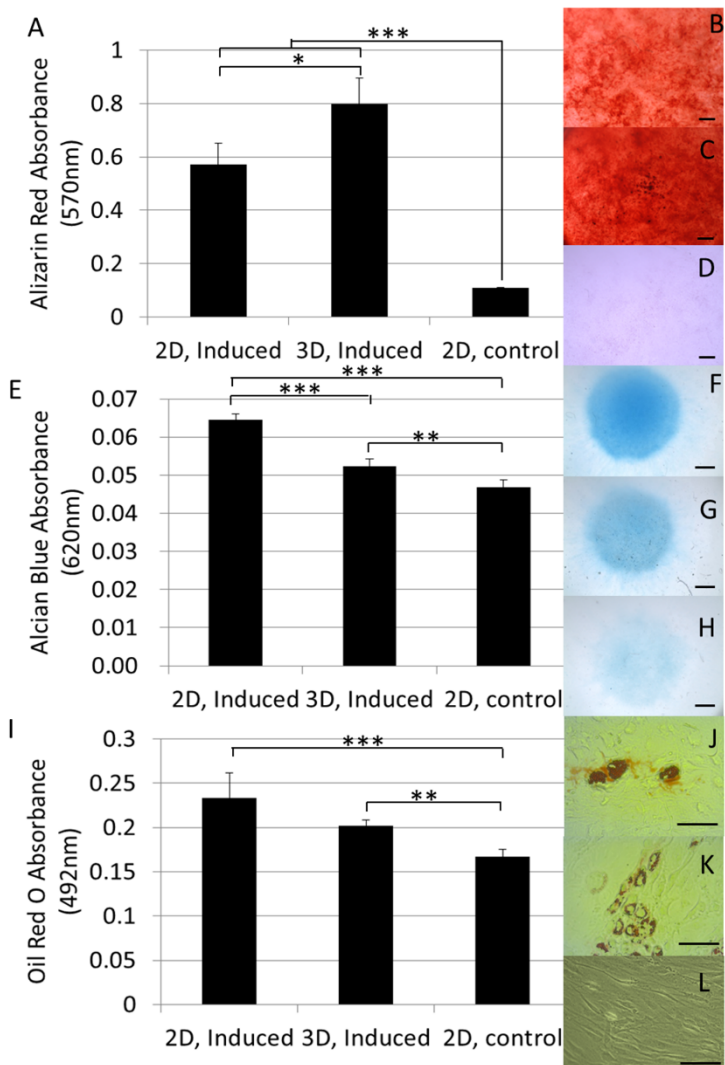 A
***
*
1
0.8
0.6
0.4
0.2
0
Alizarin Red Absorbance
(570nm)
2D, Induced 3D, Induced 2D, control
B
C
D
E
***
***
**
0.07
0.06
0.05
0.04
0.03
0.02
0.01
0.00
Alcian Blue Absorbance
(620nm)
2D, Induced 3D, Induced 2D, control
F
G
H
I
***
**
0.3
0.25
0.2
0.15
0.1
0.05
0
Oil Red O Absorbance
(492nm)
2D, Induced 3D, Induced 2D, control
J
K
L